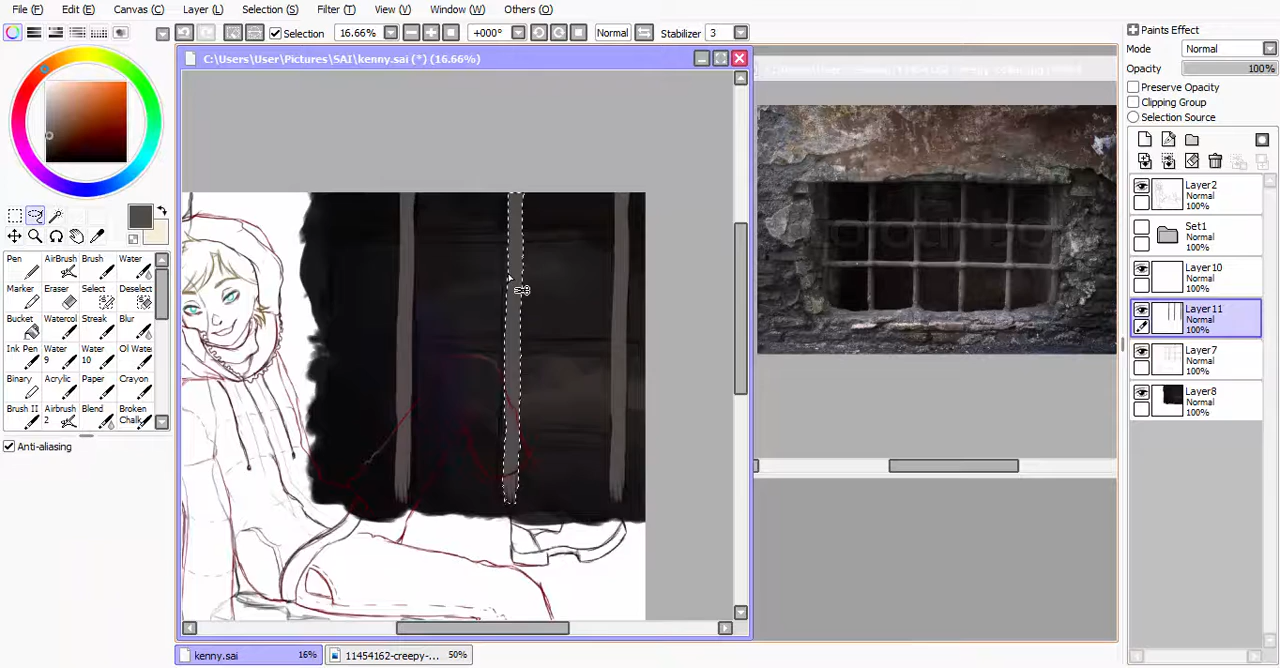 File (F) Edit (E) Canvas (C) Layer (L) Selection (S) Filter (T) View (V) Window (W) Others (O)
Selection 16.66% +000° Normal Stabilizer 3
C:\Users\User\Pictures\SAI\kenny.sai (*) (16.66%)
Paints Effect
Mode Normal
Opacity 100%
Preserve Opacity
Clipping Group
Selection Source
Layer2
Normal
100%
Set1
Normal
100%
Layer10
Normal
100%
Layer11
Normal
100%
Layer7
Normal
100%
Layer8
Normal
100%
Pen AirBrush Brush Water
Marker Eraser Select Deselect
Bucket Watercol Streak Blur
Ink Pen Water 9 Water 10 Oil Water
Binary Acrylic Paper Crayon
Brush II Airbrush 2 Blend Broken Chalk
Anti-aliasing
kenny.sai 16% 11454162-creepy-... 50%